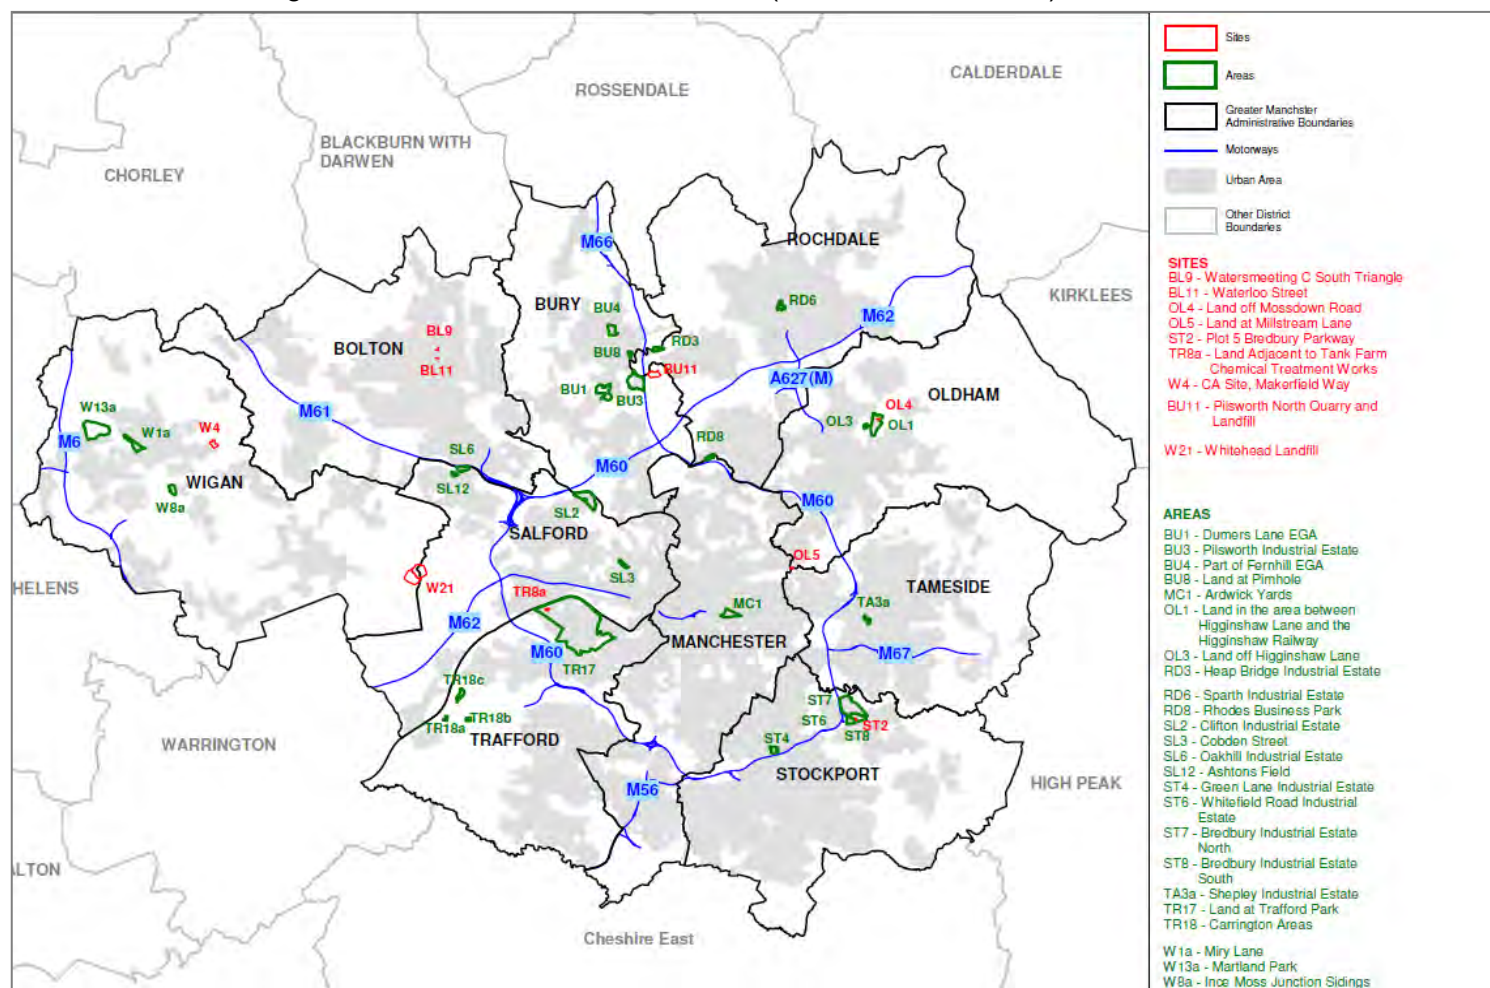 ROSSENDALE
CALDERDALE
BLACKBURN WITH
DARWEN
CHORLEY
ROCHDALE
M66
KIRKLEES
BURY
BU4
RD6
M62
BOLTON
BL9
BL11
BU8
RD3
BU11
BU1
BU3
A627(M)
OLDHAM
OL4
OL3
OL1
W13a
W1a
W4
M6
M61
SL6
SL12
M60
RD8
WIGAN
W8a
M60
SL2
SALFORD
OL5
HELENS
W21
SL3
TAMESIDE
TR8a
MC1
TA3a
M62
MANCHESTER
M67
M60
TR17
TR18c
TR18b
TR18a
TRAFFORD
ST7
ST6
ST2
ST8
ST4
WARRINGTON
STOCKPORT
M56
HIGH PEAK
LTON
Cheshire East
Sites
Areas
Greater Manchster
Administrative Boundaries
Motorways
Urban Area
Other District
Boundaries
SITES
BL9 - Watersmeeting C South Triangle
BL11 - Waterloo Street
OL4 - Land off Mossdown Road
OL5 - Land at Millstream Lane
ST2 - Plot 5 Bredbury Parkway
TR8a - Land Adjacent to Tank Farm
Chemical Treatment Works
W4 - CA Site, Makerfield Way
BU11 - Pilsworth North Quarry and
Landfill
W21 - Whitehead Landfill
AREAS
BU1 - Dumers Lane EGA
BU3 - Pilsworth Industrial Estate
BU4 - Part of Fernhill EGA
BU8 - Land at Pimhole
MC1 - Ardwick Yards
OL1 - Land in the area between
Higginshaw Lane and the
Higginshaw Railway
OL3 - Land off Higginshaw Lane
RD3 - Heap Bridge Industrial Estate
RD6 - Sparth Industrial Estate
RD8 - Rhodes Business Park
SL2 - Clifton Industrial Estate
SL3 - Cobden Street
SL6 - Oakhill Industrial Estate
SL12 - Ashtons Field
ST4 - Green Lane Industrial Estate
ST6 - Whitefield Road Industrial
Estate
ST7 - Bredbury Industrial Estate
North
ST8 - Bredbury Industrial Estate
South
TA3a - Shepley Industrial Estate
TR17 - Land at Trafford Park
TR18 - Carrington Areas
W1a - Miry Lane
W13a - Martland Park
W8a - Ince Moss Junction Sidings